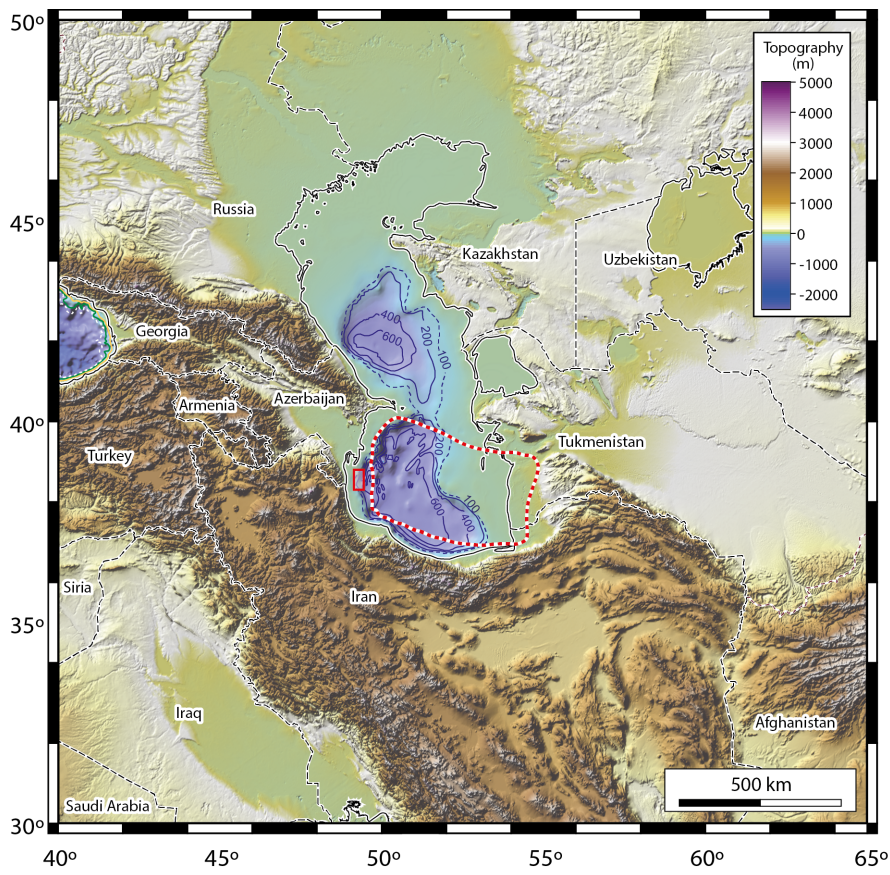 50º
Topography
(m)
5000
4000
3000
2000
1000
0
-1000
-2000
45º
Russia
Kazakhstan
Uzbekistan
400
600
200
100
Georgia
40º
Azerbaijan
Armenia
Tukmenistan
Turkey
200
100
600
400
Siria
Iran
35º
Iraq
Afghanistan
500 km
Saudi Arabia
30º
40º
45º
50º
55º
60º
65º